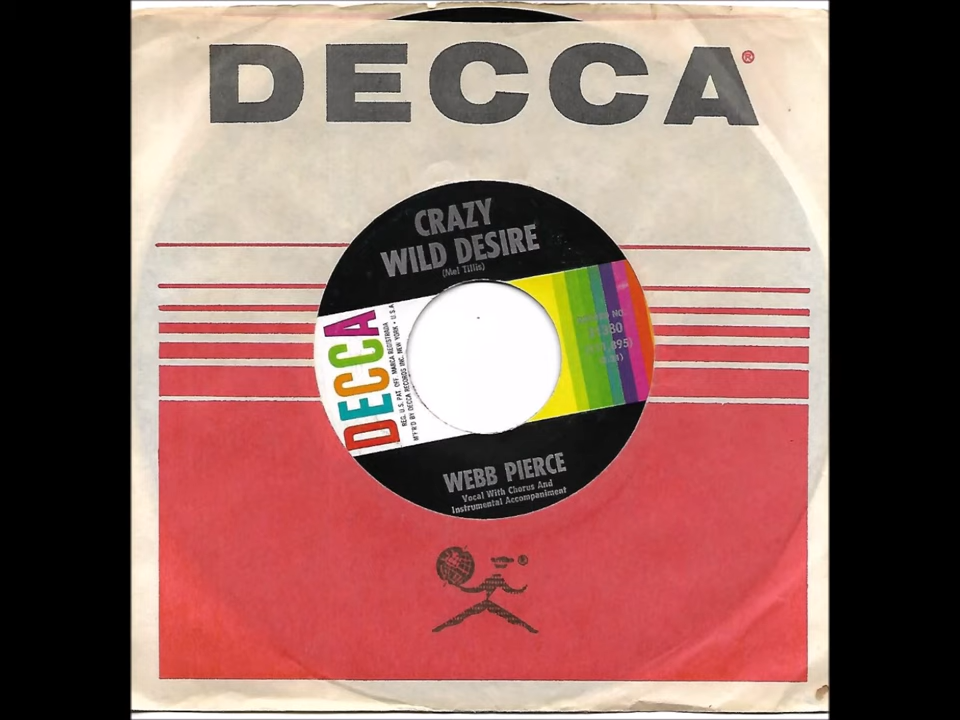 DECCA®
CRAZY
WILD DESIRE
(Mel Tillis)
DECCA
REG. U.S. PAT. OFF. MARCA REGISTRADA
M'F'R'D BY DECCA RECORDS INC. NEW YORK • U.S.A.
WEBB PIERCE
Vocal With Chorus And
Instrumental Accompaniment
®